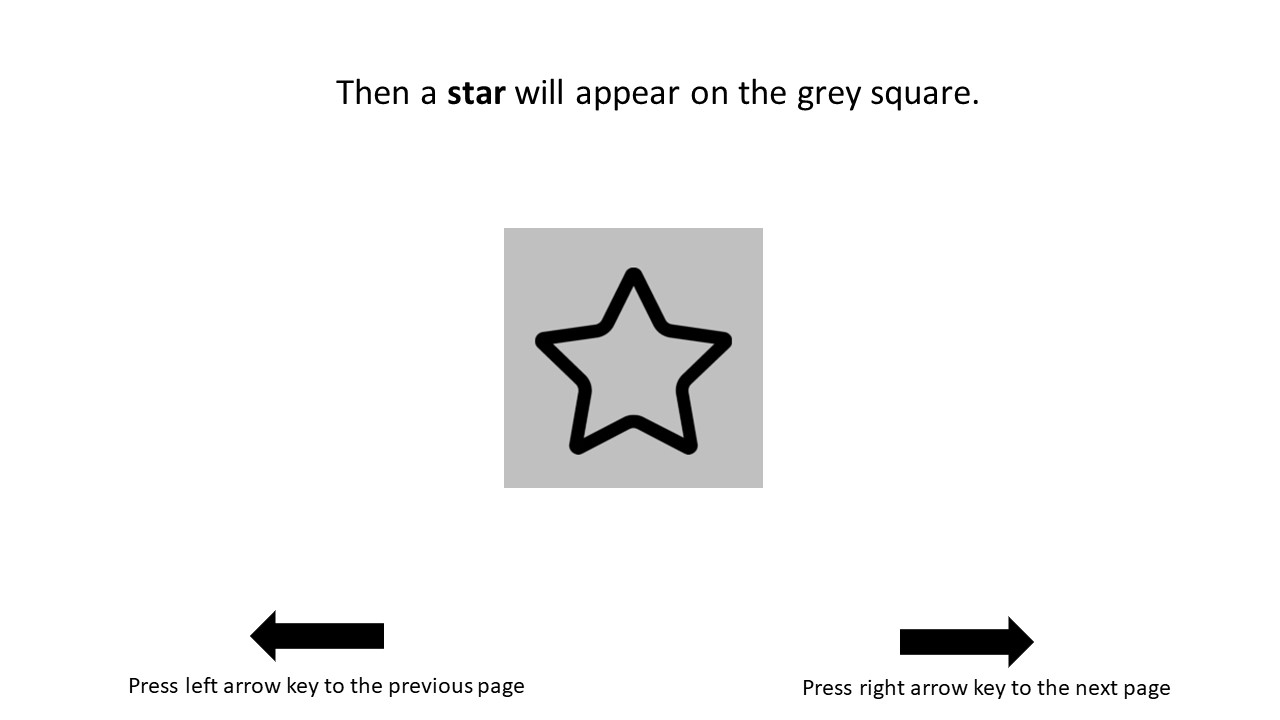 Then a star will appear on the grey square.
Press left arrow key to the previous page
Press right arrow key to the next page